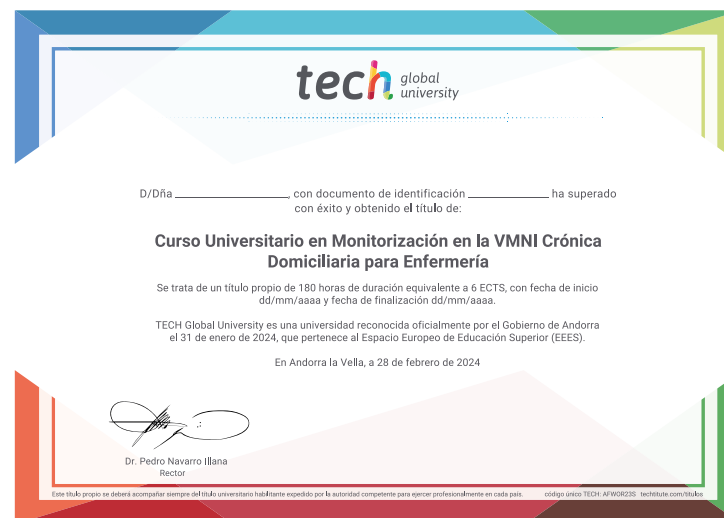 tech global
university
D/Dña ________________, con documento de identificación ___________ ha superado
con éxito y obtenido el título de:
Curso Universitario en Monitorización en la VMNI Crónica
Domiciliaria para Enfermería
Se trata de un título propio de 180 horas de duración equivalente a 6 ECTS, con fecha de inicio
dd/mm/aaaa y fecha de finalización dd/mm/aaaa.
TECH Global University es una universidad reconocida oficialmente por el Gobierno de Andorra
el 31 de enero de 2024, que pertenece al Espacio Europeo de Educación Superior (EEES).
En Andorra la Vella, a 28 de febrero de 2024
Dr. Pedro Navarro Illana
Rector
Este título propio se deberá acompañar siempre del título universitario habilitante expedido por la autoridad competente para ejercer profesionalmente en cada país. código único TECH: AFWOR23S techtitute.com/titulos